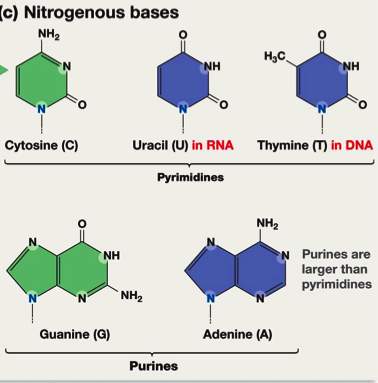 (c) Nitrogenous bases
NH₂
N
O
N
Cytosine (C)
O
NH
O
N
Uracil (U) in RNA
O
H₃C
NH
O
N
Thymine (T) in DNA
Pyrimidines
O
N
NH
N
N
NH₂
Guanine (G)
NH₂
N
N
N
N
Adenine (A)
Purines are
larger than
pyrimidines
Purines